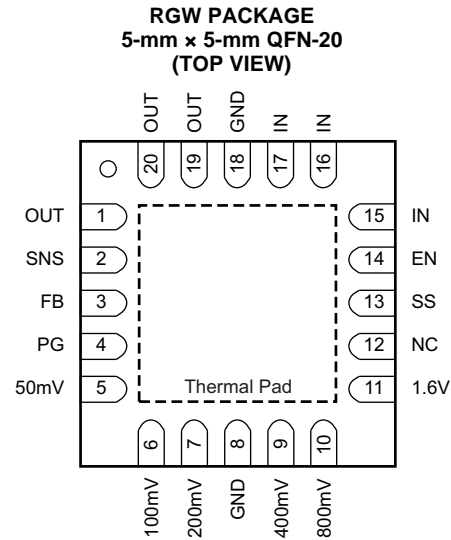 RGW PACKAGE
5-mm × 5-mm QFN-20
(TOP VIEW)
OUT
OUT
GND
IN
IN
20
19
18
17
16
OUT 1
15 IN
SNS 2
14 EN
FB 3
13 SS
PG 4
12 NC
50mV 5
Thermal Pad
11 1.6V
6
7
8
9
10
100mV
200mV
GND
400mV
800mV